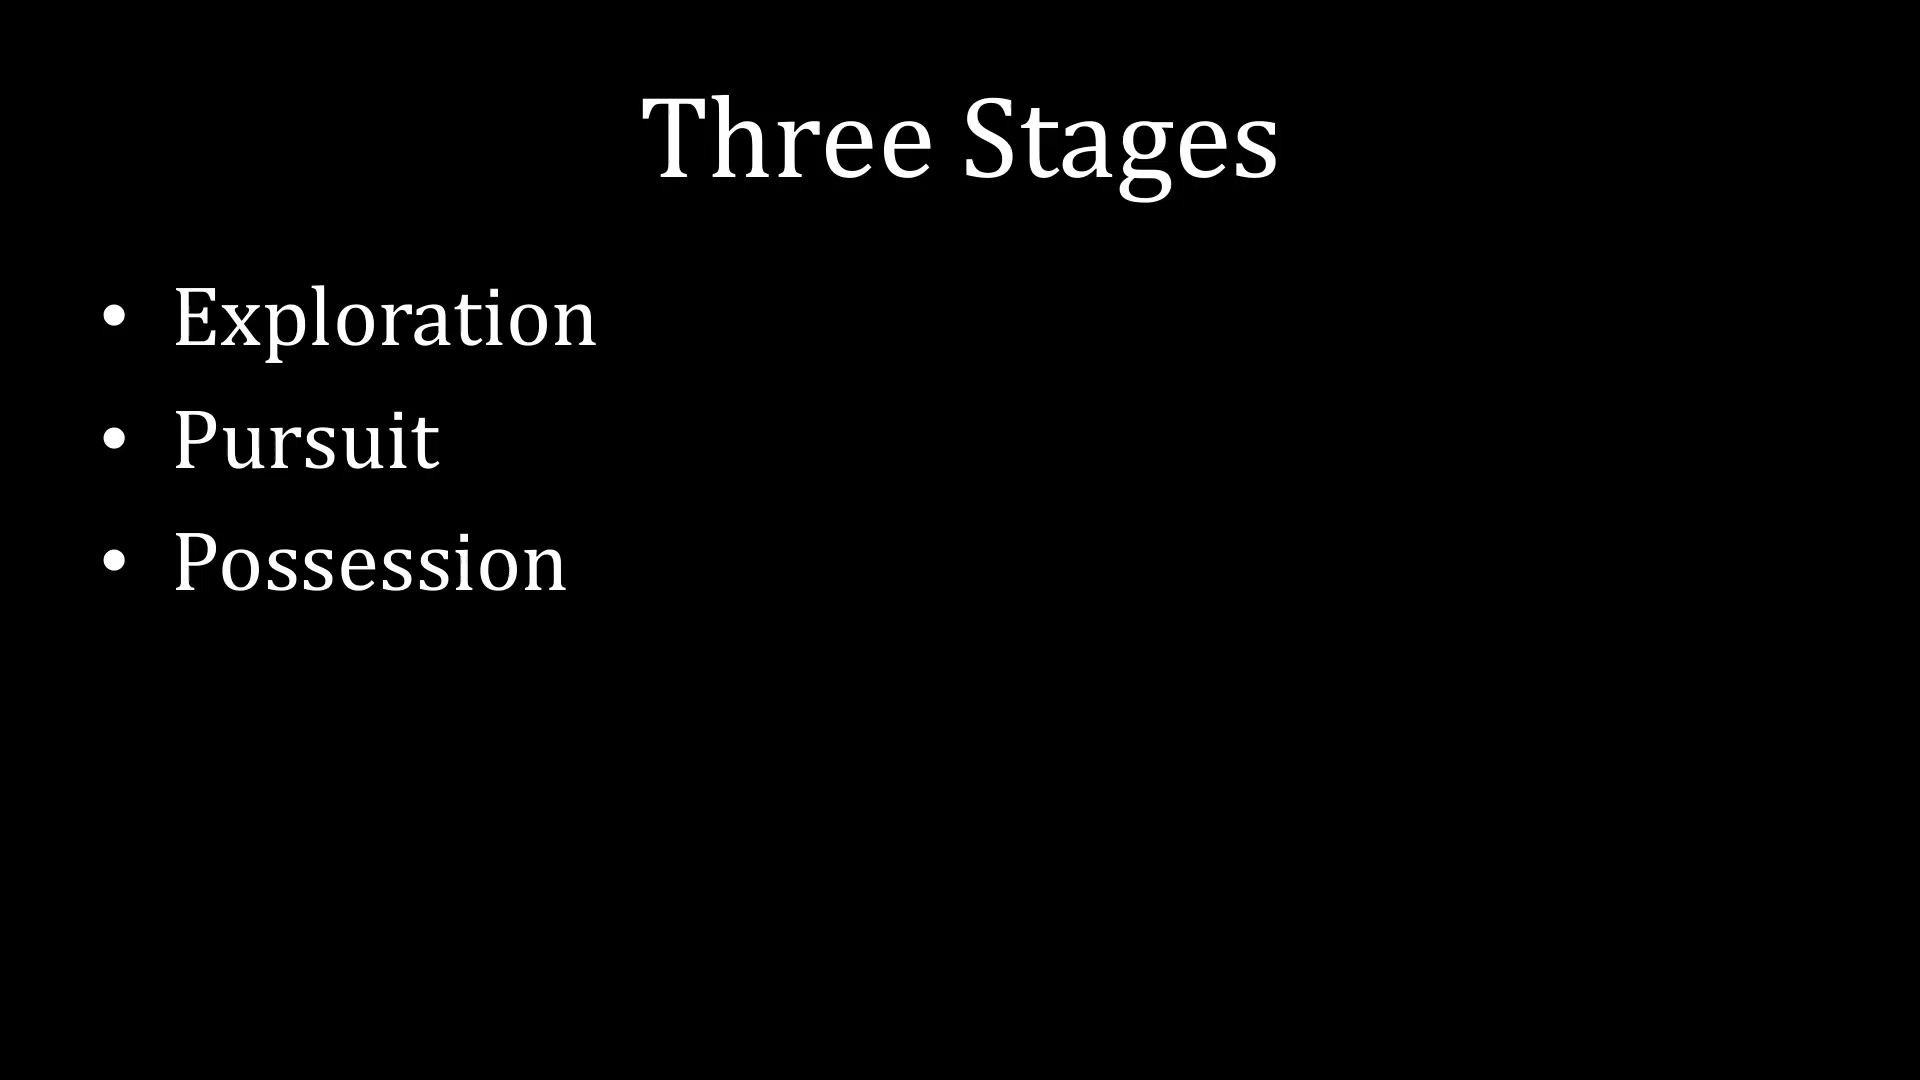 Three Stages
• Exploration
• Pursuit
• Possession